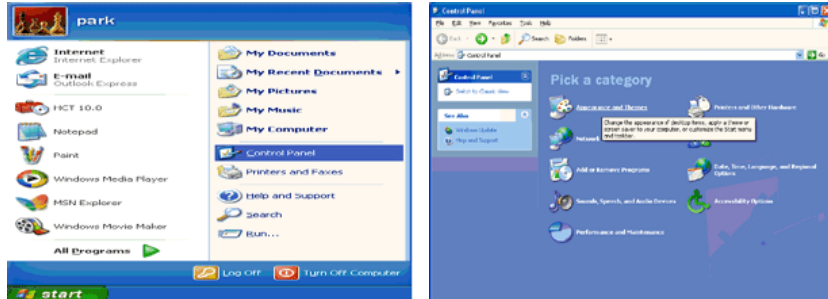 park
Internet
Internet Explorer
E-mail
Outlook Express
HCT 10.0
Notepad
Paint
Windows Media Player
MSN Explorer
Windows Movie Maker
All Programs
My Documents
My Recent Documents
My Pictures
My Music
My Computer
Control Panel
Printers and Faxes
Help and Support
Search
Run...
Log Off
Turn Off Computer
start
Control Panel
File Edit View Favorites Tools Help
Back Search Folders
Address Control Panel Go
Control Panel
Switch to Classic View
See Also
Windows Update
Help and Support
Pick a category
Appearance and Themes
Printers and Other Hardware
Change the appearance of desktop items, apply a theme or
screen saver to your computer, or customize the Start menu
and taskbar.
Network
Add or Remove Programs
Date, Time, Language, and Regional
Options
Sounds, Speech, and Audio Devices
Accessibility Options
Performance and Maintenance